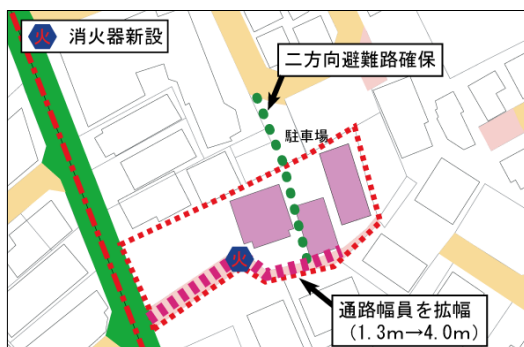 火 消火器新設
二方向避難路確保
駐車場
火
通路幅員を拡幅
(1.3m→4.0m)